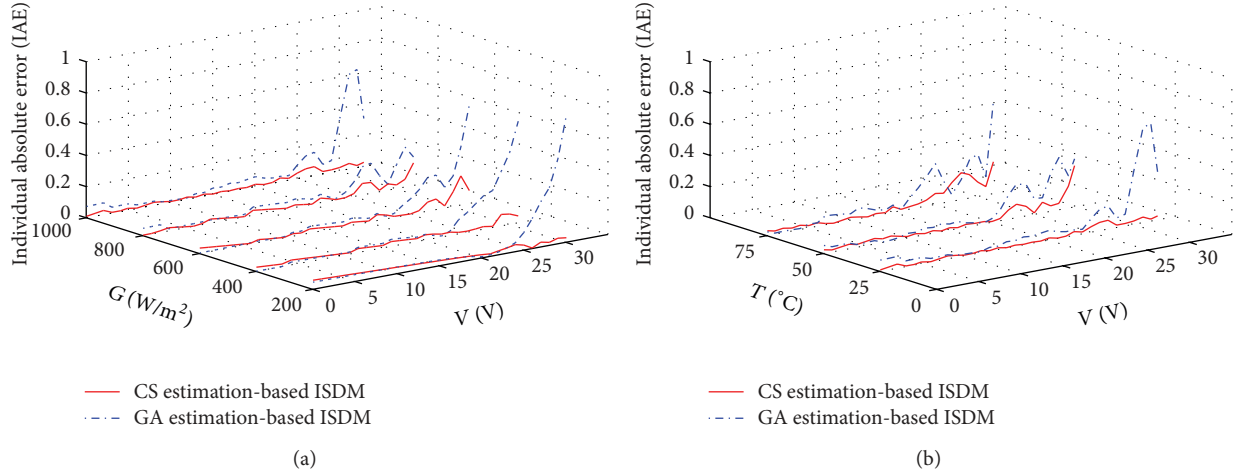 Individual absolute error (IAE)
1
0.8
0.6
0.4
0.2
0
1000
800
600
400
200
G (W/m²)
0
5
10
15
20
25
30
V (V)
CS estimation-based ISDM
GA estimation-based ISDM
(a)
Individual absolute error (IAE)
1
0.8
0.6
0.4
0.2
0
75
50
25
0
T (°C)
0
5
10
15
20
25
30
V (V)
CS estimation-based ISDM
GA estimation-based ISDM
(b)